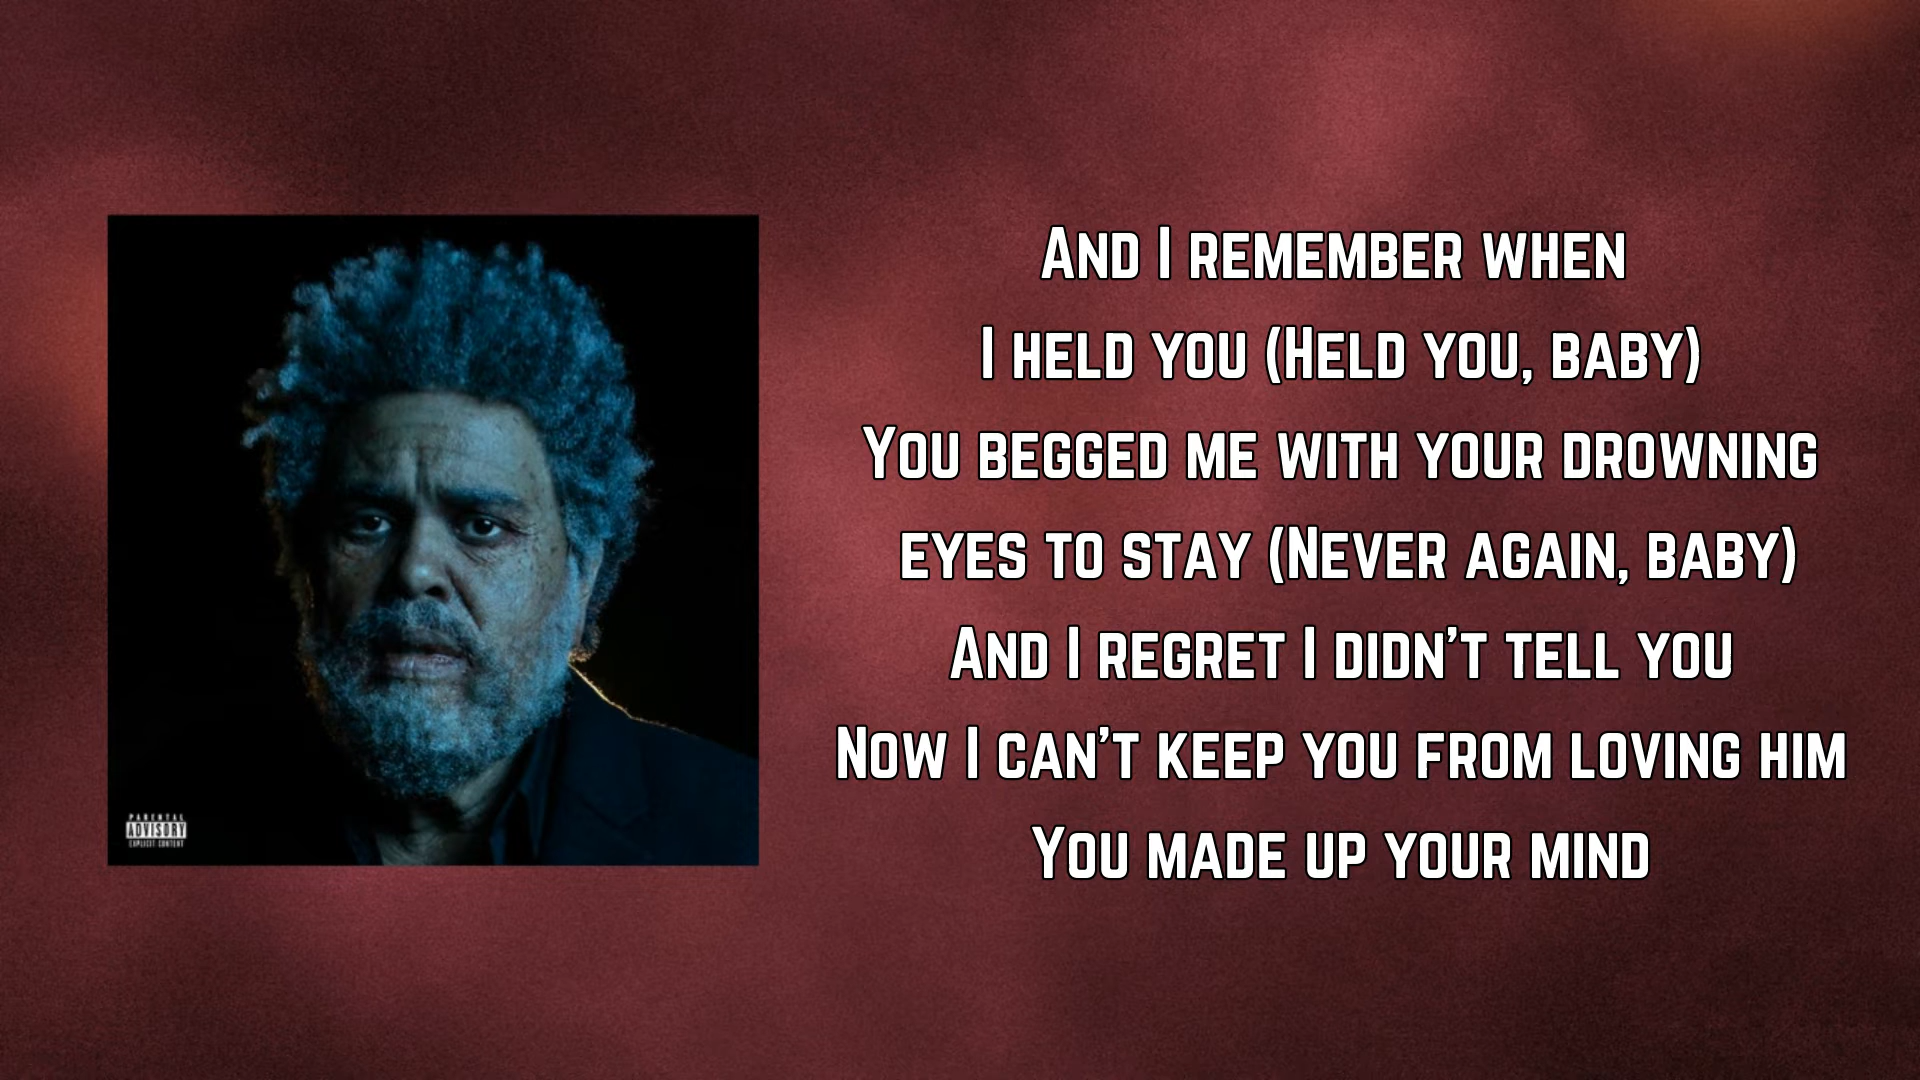 And I remember when
I held you (Held you, baby)
You begged me with your drowning
eyes to stay (Never again, baby)
And I regret I didn't tell you
Now I can't keep you from loving him
You made up your mind
PARENTAL
ADVISORY
EXPLICIT CONTENT